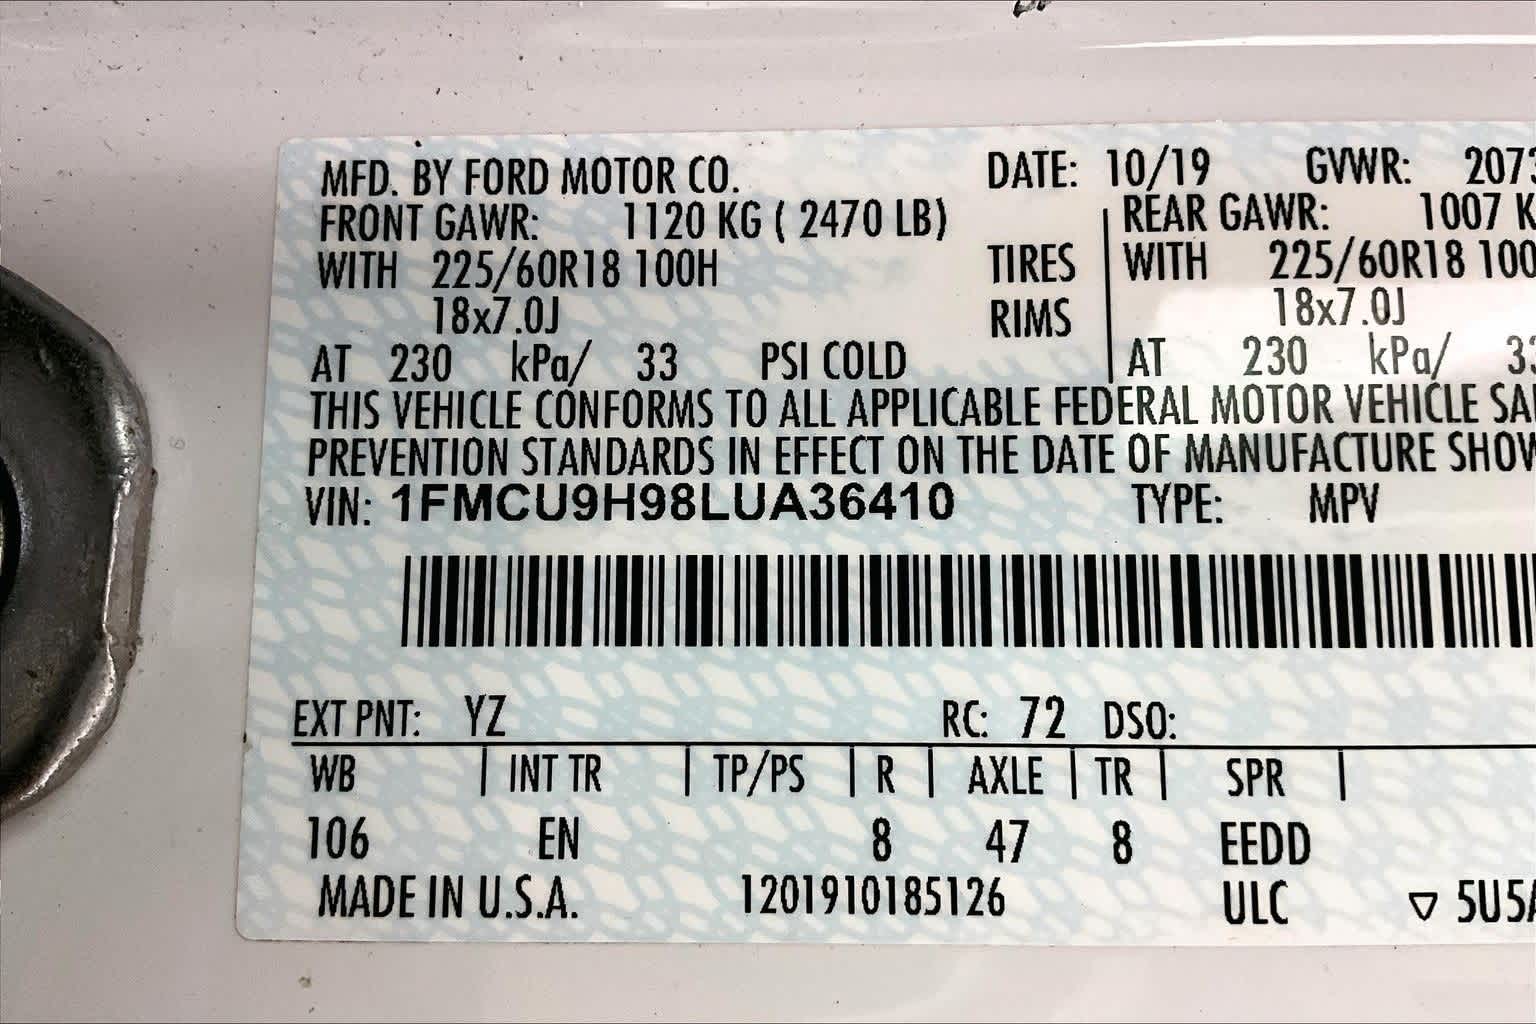 MFD. BY FORD MOTOR CO. DATE: 10/19 GVWR:
FRONT GAWR: 1120 KG ( 2470 LB) REAR GAWR: 1007
WITH 225/60R18 100H TIRES WITH 225/60R18
18x7.0J RIMS 18x7.0J
AT 230 kPa/ 33 PSI COLD AT 230 kPa/
THIS VEHICLE CONFORMS TO ALL APPLICABLE FEDERAL MOTOR VEHICLE
PREVENTION STANDARDS IN EFFECT ON THE DATE OF MANUFACTURE
VIN: 1FMCU9H98LUA36410 TYPE: MPV
EXT PNT: YZ RC: 72 DSO:
WB | INT TR | TP/PS | R | AXLE | TR | SPR |
106 EN 8 47 8 EEDD
MADE IN U.S.A. 1201910185126 ULC ▽